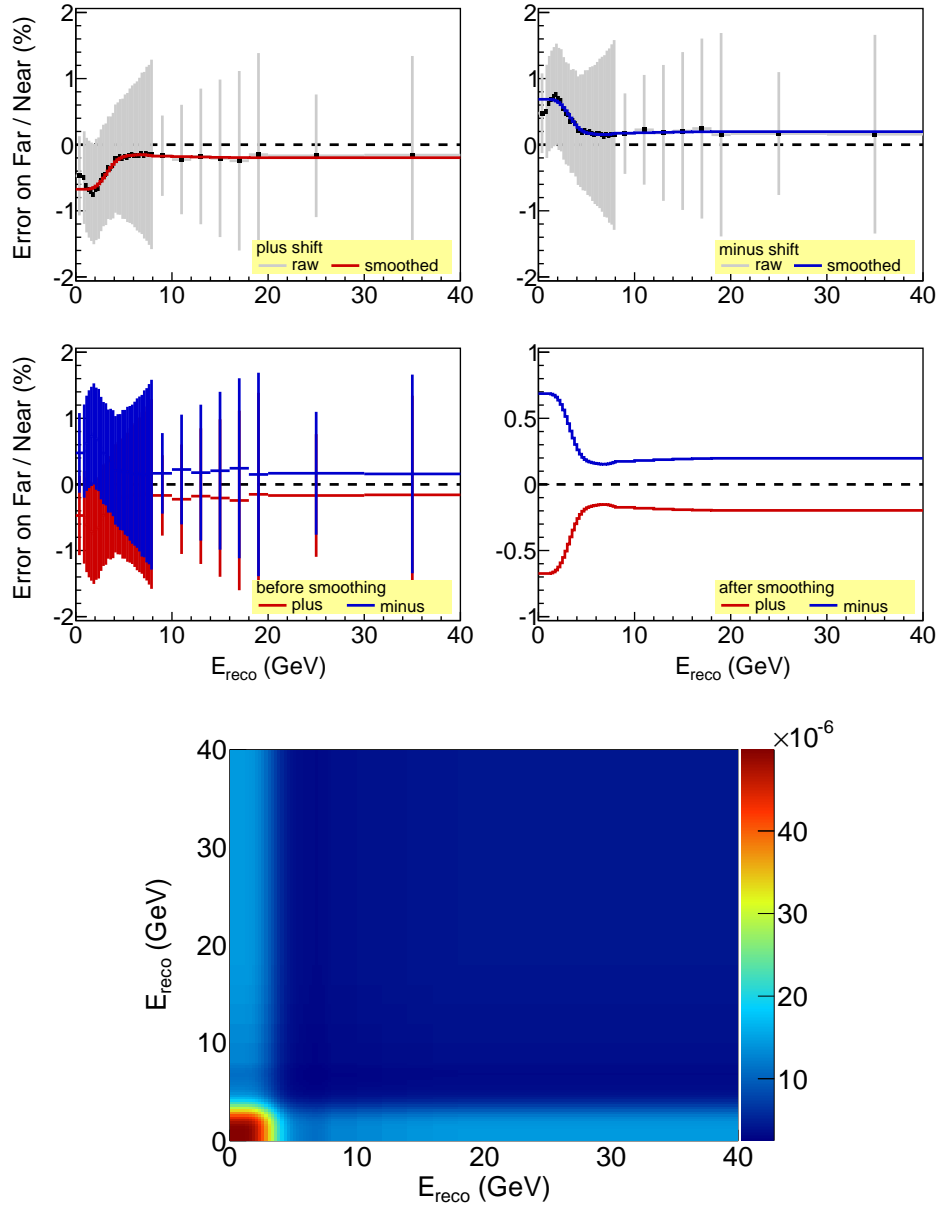 Error on Far / Near (%)
2
1
0
-1
-2
plus shift
raw smoothed
0 10 20 30 40
2
1
0
-1
-2
minus shift
raw smoothed
0 10 20 30 40
Error on Far / Near (%)
2
1
0
-1
-2
before smoothing
plus minus
0 10 20 30 40
E_reco (GeV)
1
0.5
0
-0.5
-1
after smoothing
plus minus
0 10 20 30 40
E_reco (GeV)
×10⁻⁶
E_reco (GeV)
40
30
20
10
0
0 10 20 30 40
E_reco (GeV)
40
30
20
10